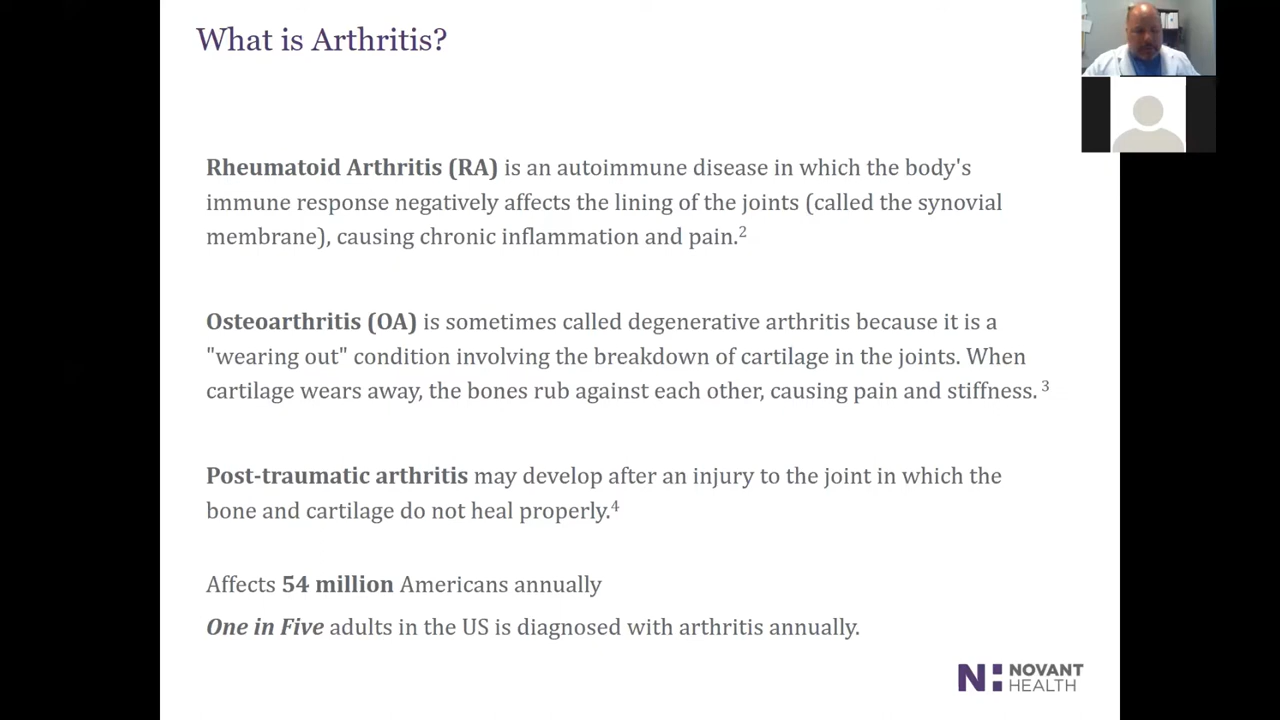 What is Arthritis?
Rheumatoid Arthritis (RA) is an autoimmune disease in which the body's
immune response negatively affects the lining of the joints (called the synovial
membrane), causing chronic inflammation and pain.²
Osteoarthritis (OA) is sometimes called degenerative arthritis because it is a
"wearing out" condition involving the breakdown of cartilage in the joints. When
cartilage wears away, the bones rub against each other, causing pain and stiffness. ³
Post-traumatic arthritis may develop after an injury to the joint in which the
bone and cartilage do not heal properly.⁴
Affects 54 million Americans annually
One in Five adults in the US is diagnosed with arthritis annually.
NOVANT
HEALTH